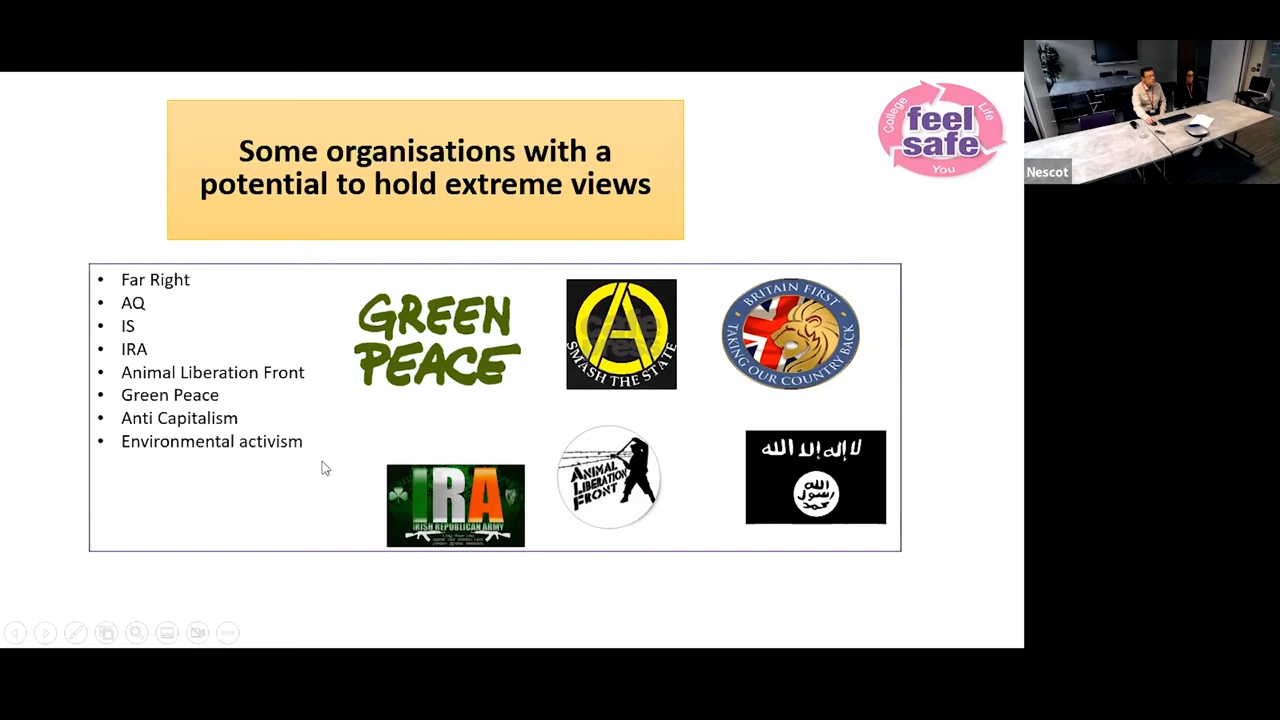 Some organisations with a
potential to hold extreme views
College
Life
feel
safe
You
Nescot
• Far Right
• AQ
• IS
• IRA
• Animal Liberation Front
• Green Peace
• Anti Capitalism
• Environmental activism
GREEN
PEACE
SMASH THE STATE
BRITAIN FIRST
TAKING OUR COUNTRY BACK
IRA
IRISH REPUBLICAN ARMY
ANIMAL
LIBERATION
FRONT
لا إله إلا الله
الله
رسول
محمد